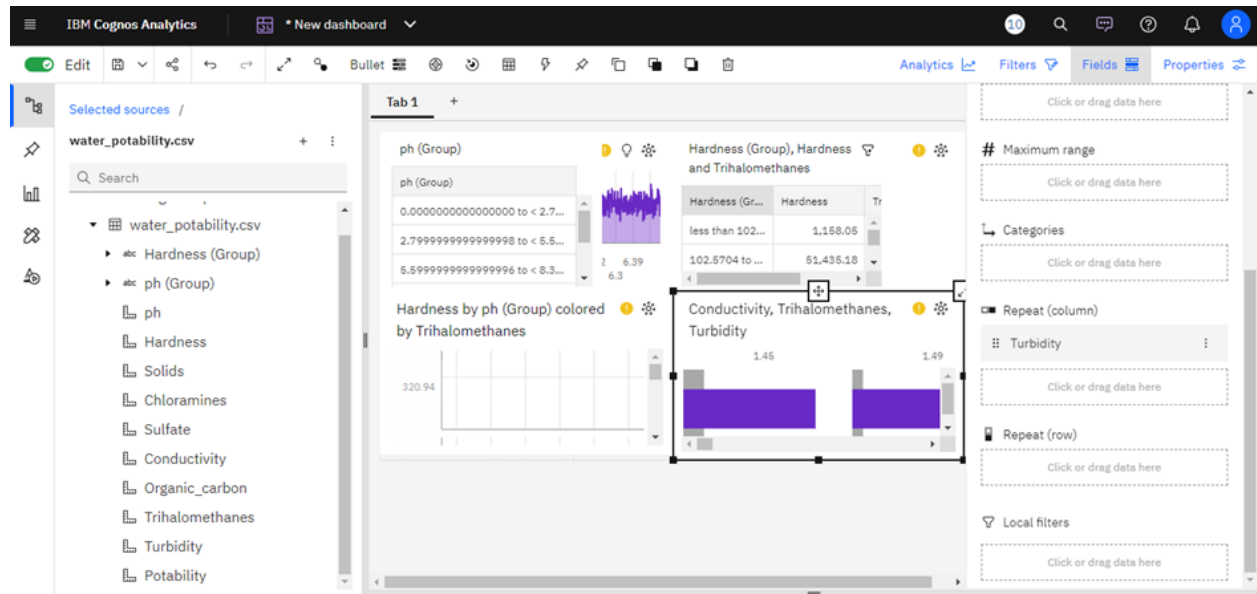 IBM Cognos Analytics
* New dashboard
10
Edit
Bullet
Analytics
Filters
Fields
Properties
Selected sources /
water_potability.csv
Search
water_potability.csv
abc Hardness (Group)
abc ph (Group)
ph
Hardness
Solids
Chloramines
Sulfate
Conductivity
Organic_carbon
Trihalomethanes
Turbidity
Potability
Tab 1 +
ph (Group)
ph (Group)
0.0000000000000000 to < 2.7...
2.7999999999999998 to < 5.5...
5.5999999999999996 to < 8.3...
2 6.39
6.3
Hardness (Group), Hardness
and Trihalomethanes
Hardness (Gr... Hardness Tr
less than 102... 1,158.05
102.5704 to ... 51,435.18
Hardness by ph (Group) colored
by Trihalomethanes
320.94
Conductivity, Trihalomethanes,
Turbidity
1.45 1.49
Click or drag data here
# Maximum range
Click or drag data here
Categories
Click or drag data here
Repeat (column)
Turbidity
Click or drag data here
Repeat (row)
Click or drag data here
Local filters
Click or drag data here